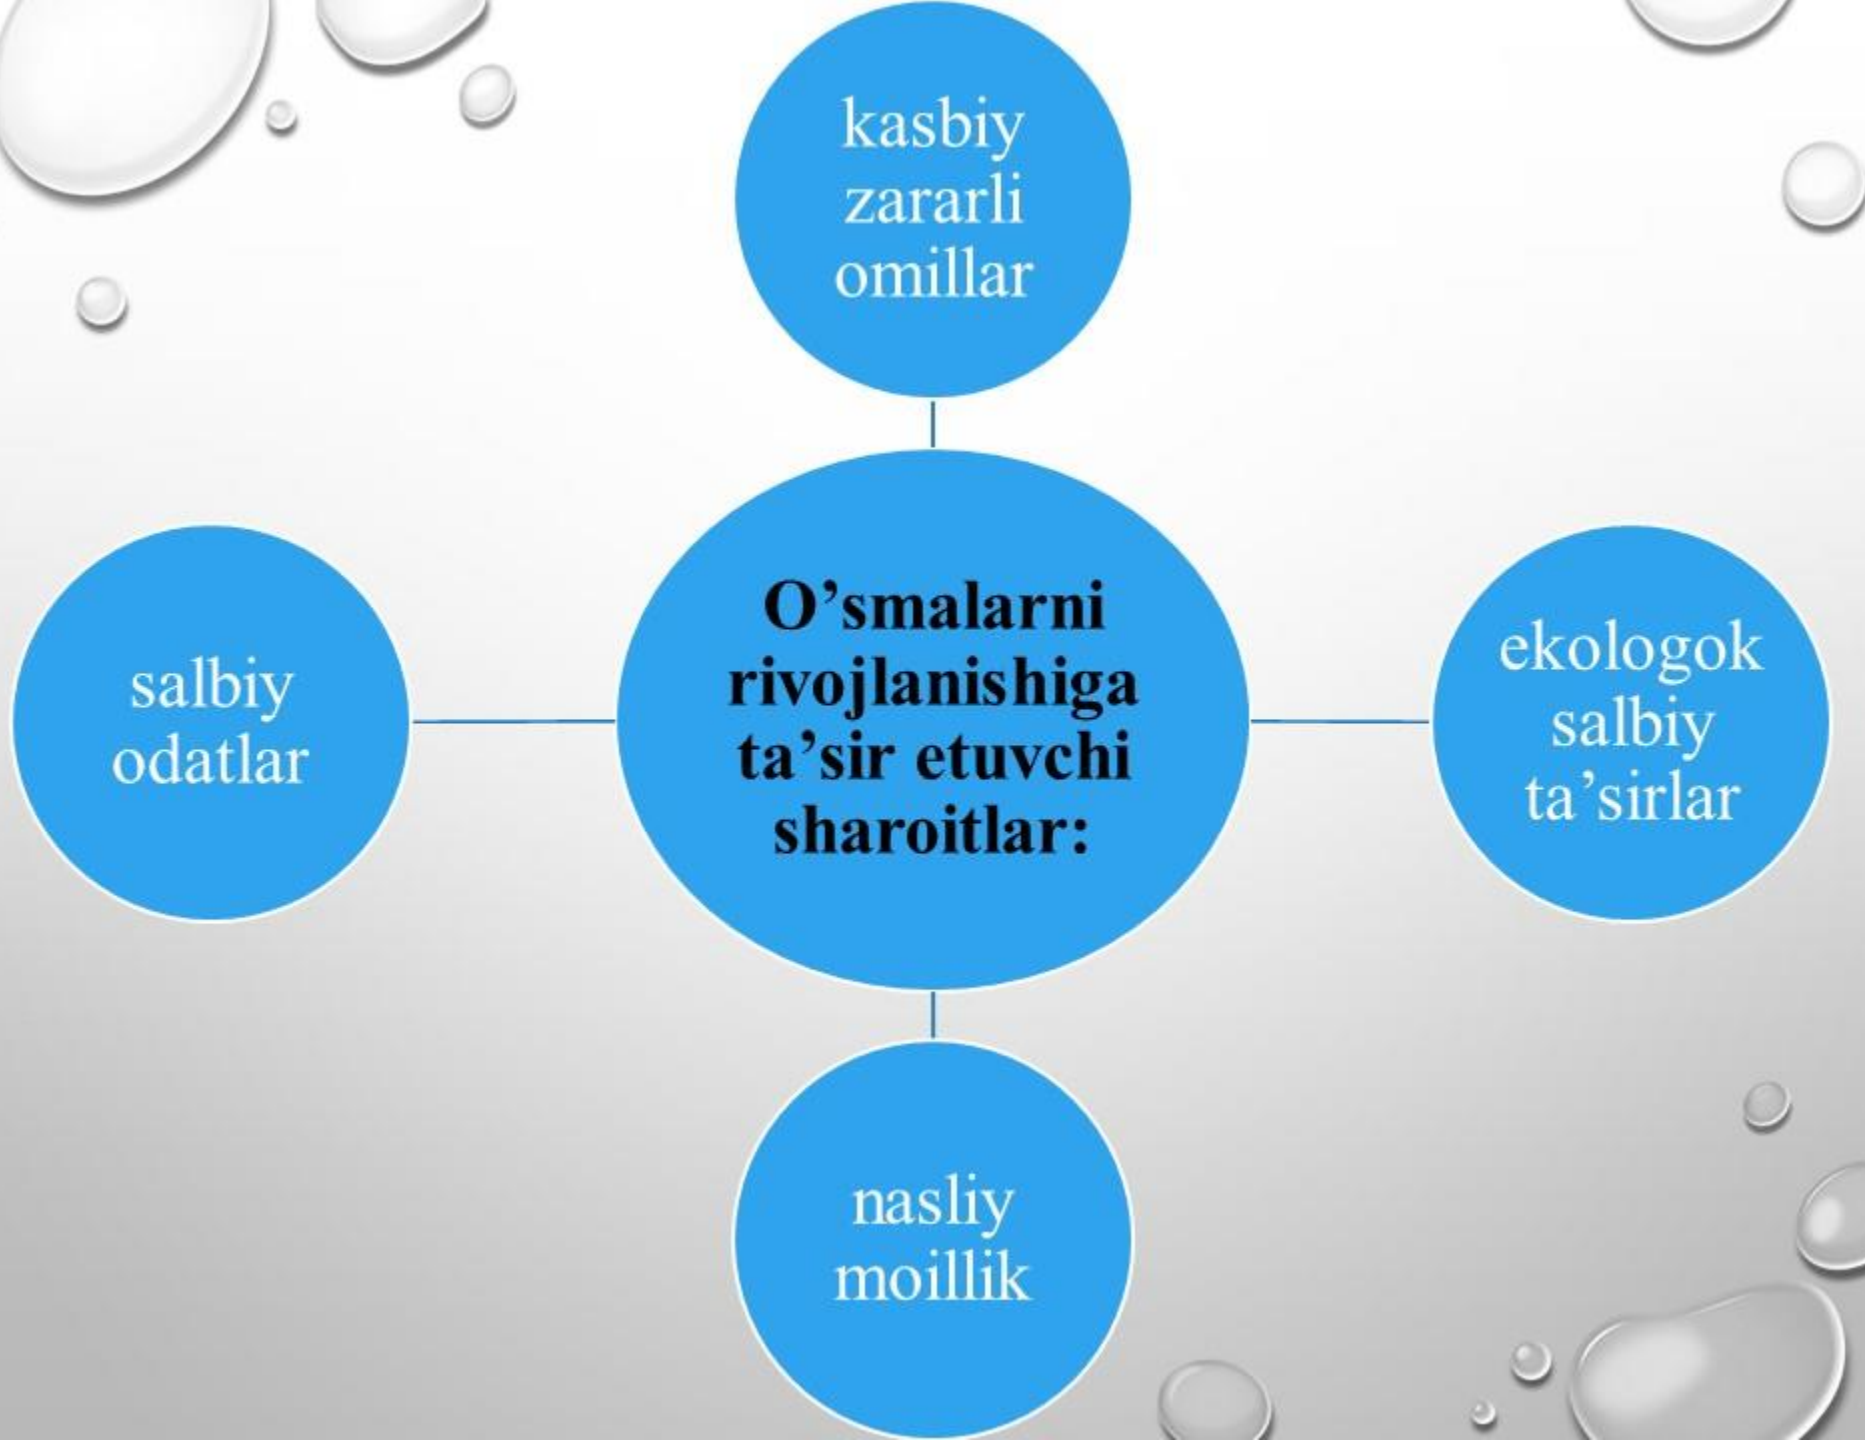 kasbiy
zararli
omillar
salbiy
odatlar
O’smalarni
rivojlanishiga
ta’sir etuvchi
sharoitlar:
ekologok
salbiy
ta’sirlar
nasliy
moillik